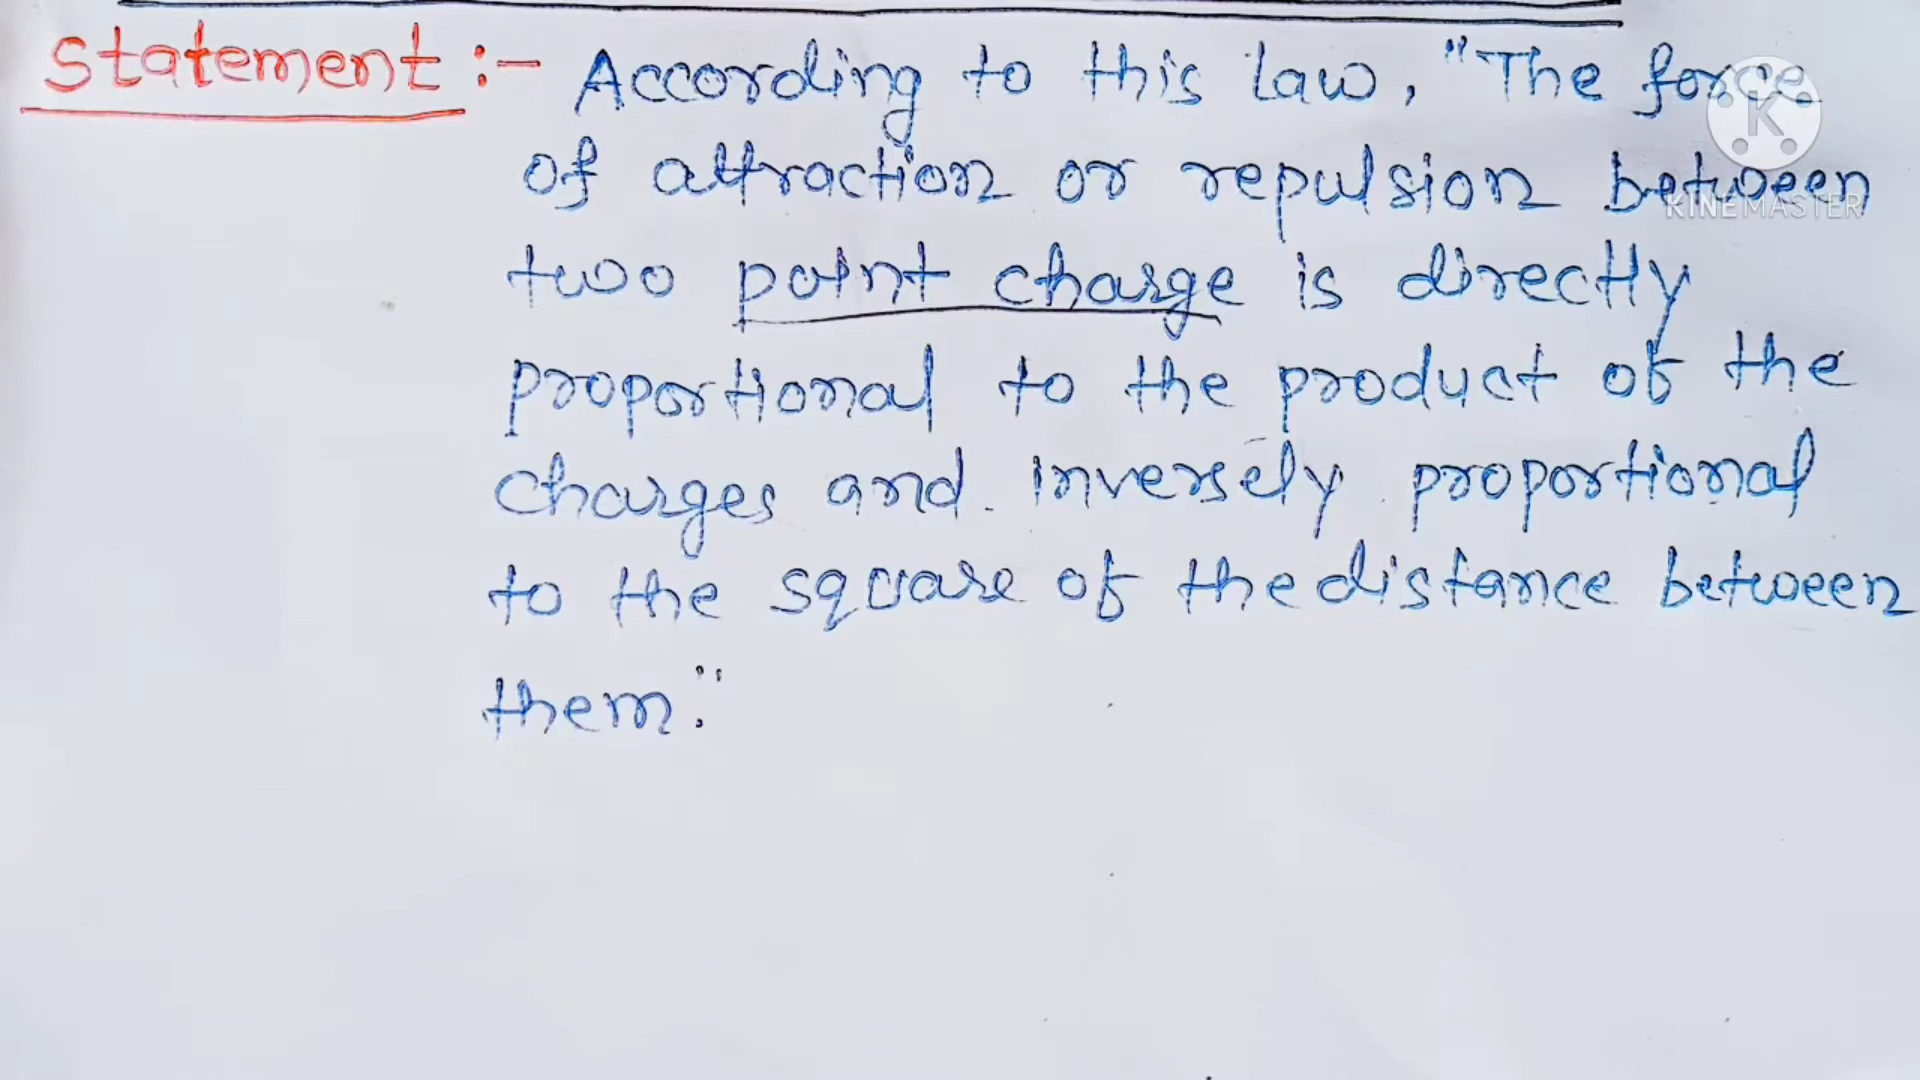 Statement :- According to this law, "The force
of attraction or repulsion between
KINEMASTER
two point charge is directly
proportional to the product of the
charges and inversely proportional
to the square of the distance between
them."